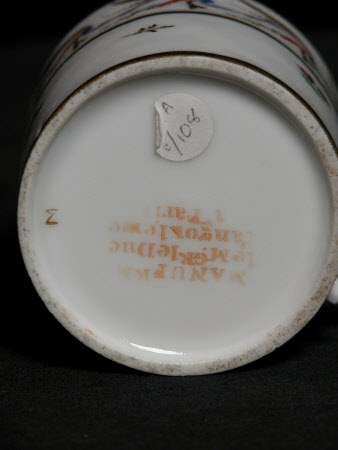 A
/108
MANUFRE
de MGR le Duc
d'angouleme
a Paris